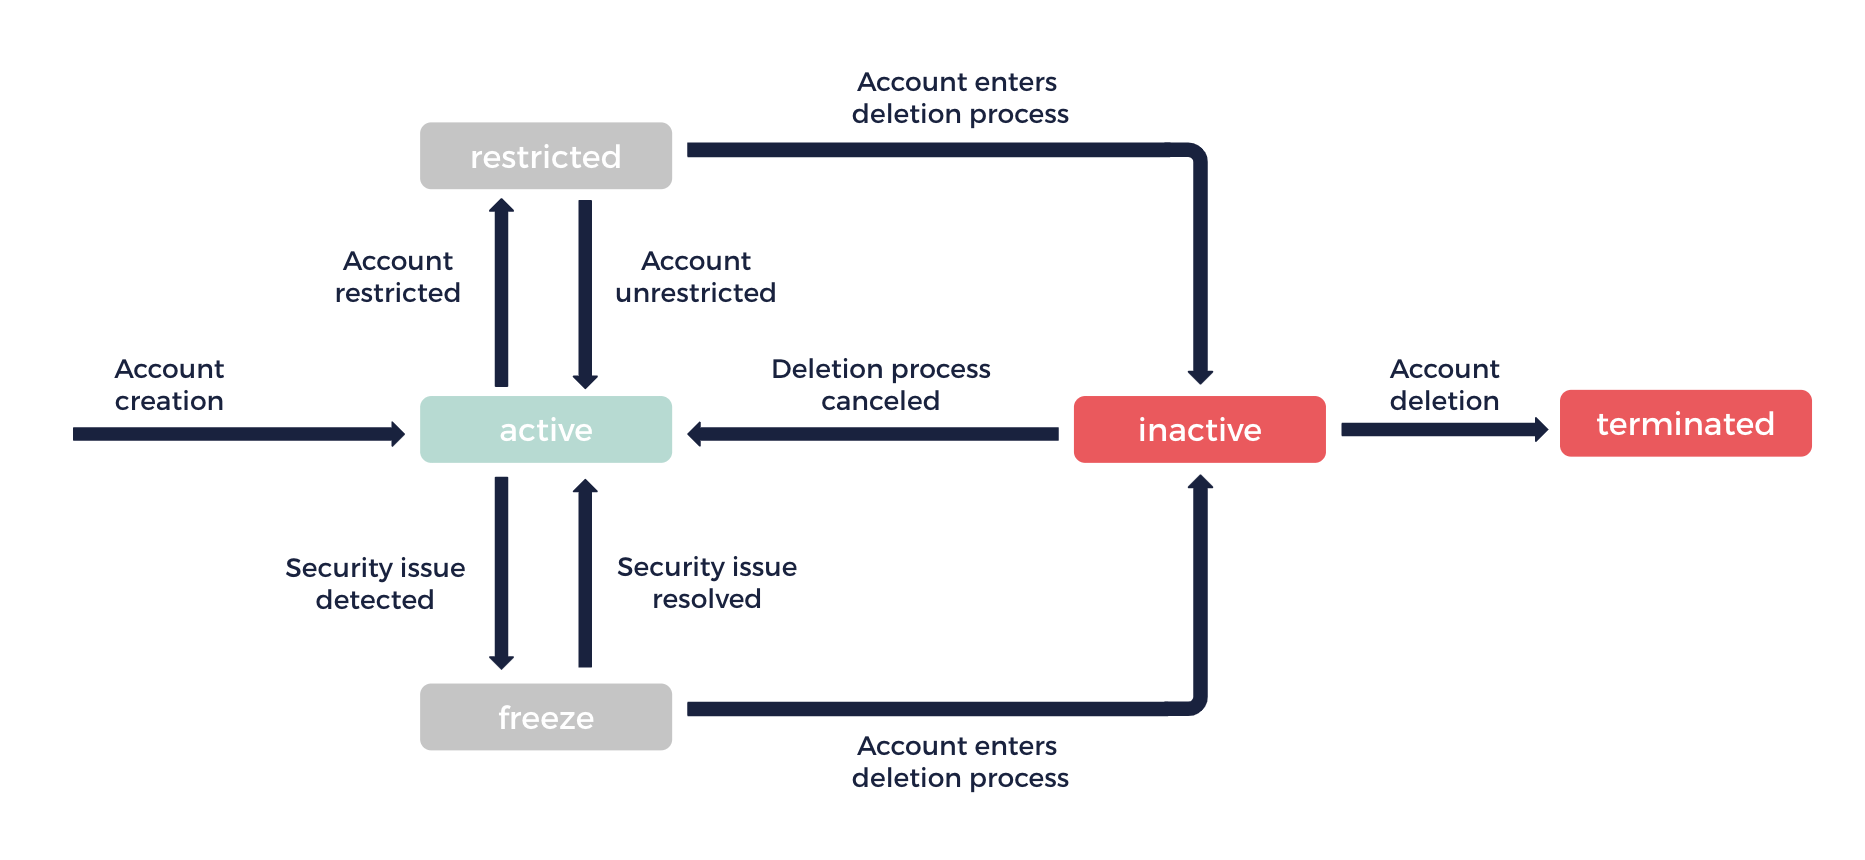 Account enters
deletion process
restricted
Account
restricted
Account
unrestricted
Account
creation
Deletion process
canceled
Account
deletion
active
inactive
terminated
Security issue
detected
Security issue
resolved
freeze
Account enters
deletion process